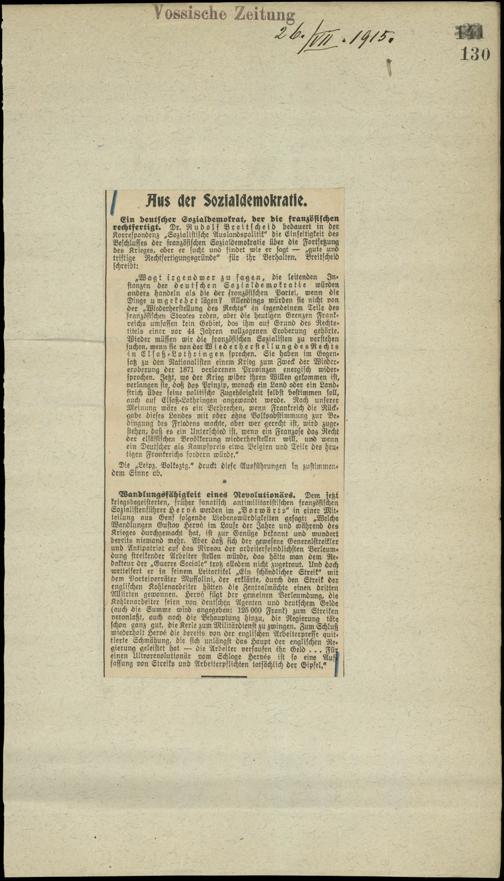 Vossische Zeitung
26./VII.1915.
141
130
Aus der Sozialdemokratie.
Ein deutscher Sozialdemokrat, der die französischen
rechtfertigt. Dr. Rudolf Breitscheid bedauert in der
Korrespondenz „Sozialistische Auslandspolitik" die Einseitigkeit des
Beschlusses der französischen Sozialdemokratie über die Fortsetzung
des Krieges, aber er sucht und findet wie er sagt — „gute und
triftige Rechtfertigungsgründe" für ihr Verhalten. Breitscheid
schreibt:
„Wagt irgendwer zu sagen, die leitenden In-
stanzen der deutschen Sozialdemokratie würden
anders handeln als die der französischen Partei, wenn die
Dinge umgekehrt lägen? Allerdings würden sie nicht von
der „Wiederherstellung des Rechts" in irgendeinem Teile des
französischen Staates reden, aber die heutigen Grenzen Frank-
reichs umfassen kein Gebiet, das ihm auf Grund des Rechts-
titels einer vor 44 Jahren vollzogenen Eroberung gehörte.
Wieder müssen wir die französischen Sozialisten zu verstehen
suchen, wenn sie von der Wiederherstellung des Rechts
in Elsaß-Lothringen sprechen. Sie haben im Gegen-
satz zu den Nationalisten einem Krieg zum Zweck der Wieder-
eroberung der 1871 verlorenen Provinzen energisch wider-
sprochen. Jetzt, wo der Krieg wider ihren Willen gekommen ist,
verlangen sie, daß das Prinzip, wonach ein Land oder ein Land-
strich über seine politische Zugehörigkeit selbst bestimmen soll,
auch auf Elsaß-Lothringen angewandt werde. Nach unserer
Meinung wäre es ein Verbrechen, wenn Frankreich die Rück-
gabe dieses Landes mit oder ohne Volksabstimmung zur Be-
dingung des Friedens machte, aber wer gerecht ist, wird zuge-
stehen, daß es ein Unterschied ist, wenn ein Franzose das Recht
der elsässischen Bevölkerung wiederherstellen will, und wenn
ein Deutscher als Kampfpreis etwa Belgien und Teile des heu-
tigen Frankreichs fordern würde."
Die „Leipz. Volksztg." druckt diese Ausführungen in zustimmen-
dem Sinne ab.
*
Wandlungsfähigkeit eines Revolutionärs. Dem jetzt
kriegsbegeisterten, früher fanatisch antimilitaristischen französischen
Sozialistenführer Hervé werden im „Vorwärts" in einer Mit-
teilung aus Genf folgende Liebenswürdigkeiten gesagt: „Welche
Wandlungen Gustav Hervé im Laufe der Jahre und während des
Krieges durchgemacht hat, ist zur Genüge bekannt und wundert
bereits niemand mehr. Aber daß sich der gewesene Generalstreikler
und Antipatriot auf das Niveau der arbeiterfeindlichsten Verleum-
dung streikender Arbeiter stellen würde, das hätte man dem Re-
dakteur der „Guerre Sociale" trotz alledem nicht zugetraut. Und doch
wetteifert er in seinem Leitartikel „Ein schändlicher Streik" mit
dem Parteiverräter Mussolini, der erklärte, durch den Streik der
englischen Kohlenarbeiter hätten die Zentralmächte einen dritten
Alliierten gewonnen. Hervé fügt der gemeinen Verleumdung, die
Kohlenarbeiter seien von deutschen Agenten und deutschem Gelde
(auch die Summe wird angegeben: 125 000 Frank) zum Streiken
veranlaßt, auch noch die Behauptung hinzu, die Regierung täte
schon ganz gut, die Kerle zum Militärdienst zu zwingen. Zum Schluß
wiederholt Hervé die bereits von der englischen Arbeiterpresse quit-
tierte Schmähung, die sich unlängst das Haupt der englischen Re-
gierung geleistet hat — die Arbeiter versaufen ihr Geld . . . Für
einen Ultrarevolutionär vom Schlage Hervés ist so eine Auf-
fassung von Streiks und Arbeiterpflichten tatsächlich der Gipfel."